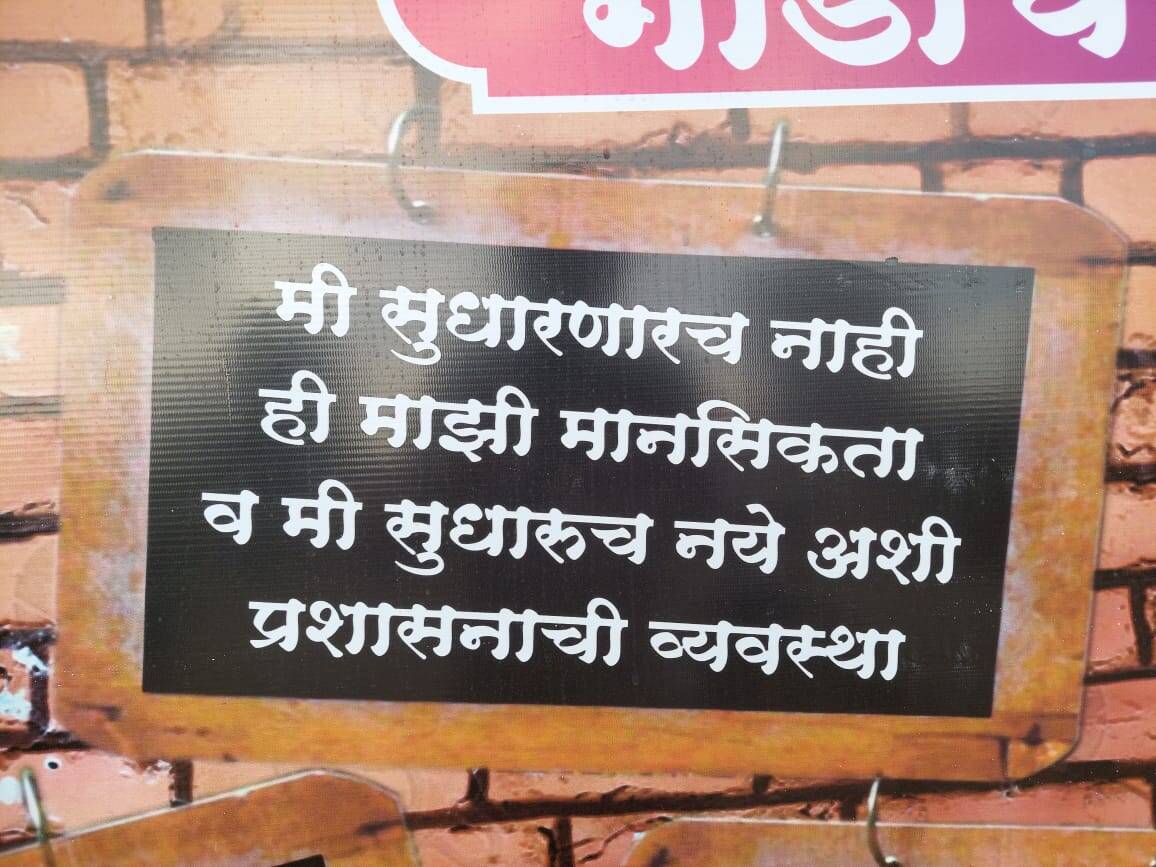 मी सुधारणारच नाही
ही माझी मानसिकता
व मी सुधारुच नये अशी
प्रशासनाची व्यवस्था